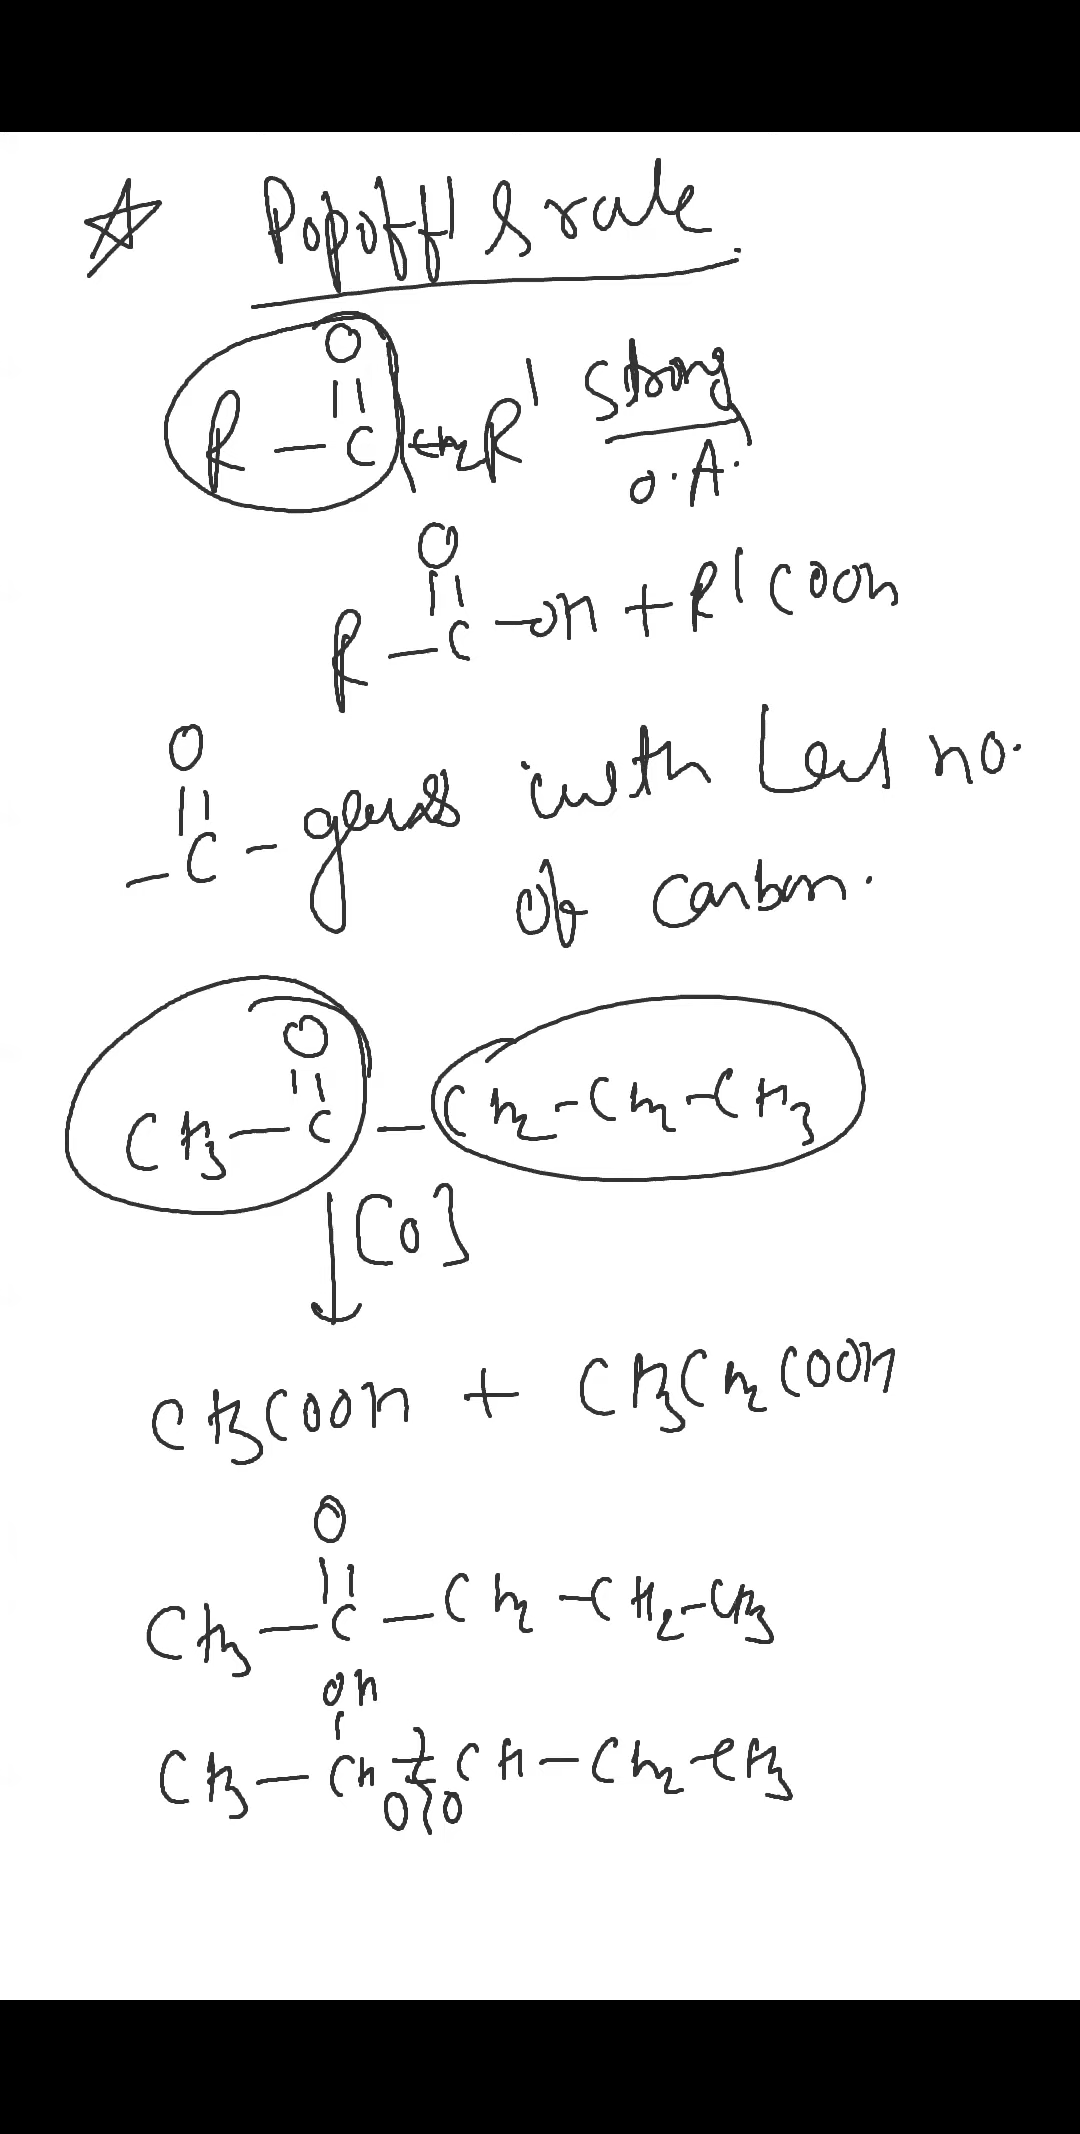 Popoff's rule
O
||
R - C - CH2R' strong
O.A.
O
||
R - C - OH + R'COOH
O
||
- C - goes with Less no.
of carbon.
O
||
CH3 - C - CH2 - CH2 - CH3
[O]
CH3COOH + CH3CH2COOH
O
||
CH3 - C - CH2 - CH2 - CH3
OH
CH3 - CH = CH - CH2 - CH3
O O